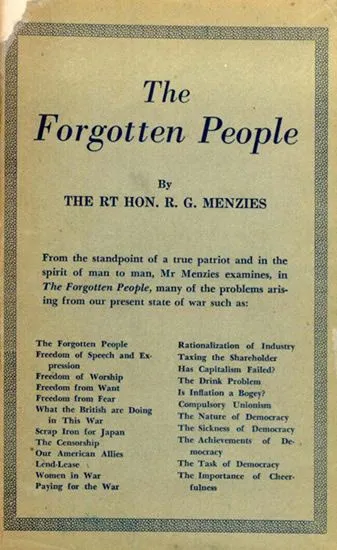 The
Forgotten People
By
THE RT HON. R. G. MENZIES
From the standpoint of a true patriot and in the
spirit of man to man, Mr Menzies examines, in
The Forgotten People, many of the problems aris-
ing from our present state of war such as:
The Forgotten People
Freedom of Speech and Ex-
pression
Freedom of Worship
Freedom from Want
Freedom from Fear
What the British are Doing
in This War
Scrap Iron for Japan
The Censorship
Our American Allies
Lend-Lease
Women in War
Paying for the War
Rationalization of Industry
Taxing the Shareholder
Has Capitalism Failed?
The Drink Problem
Is Inflation a Bogey?
Compulsory Unionism
The Nature of Democracy
The Sickness of Democracy
The Achievements of De-
mocracy
The Task of Democracy
The Importance of Cheer-
fulness